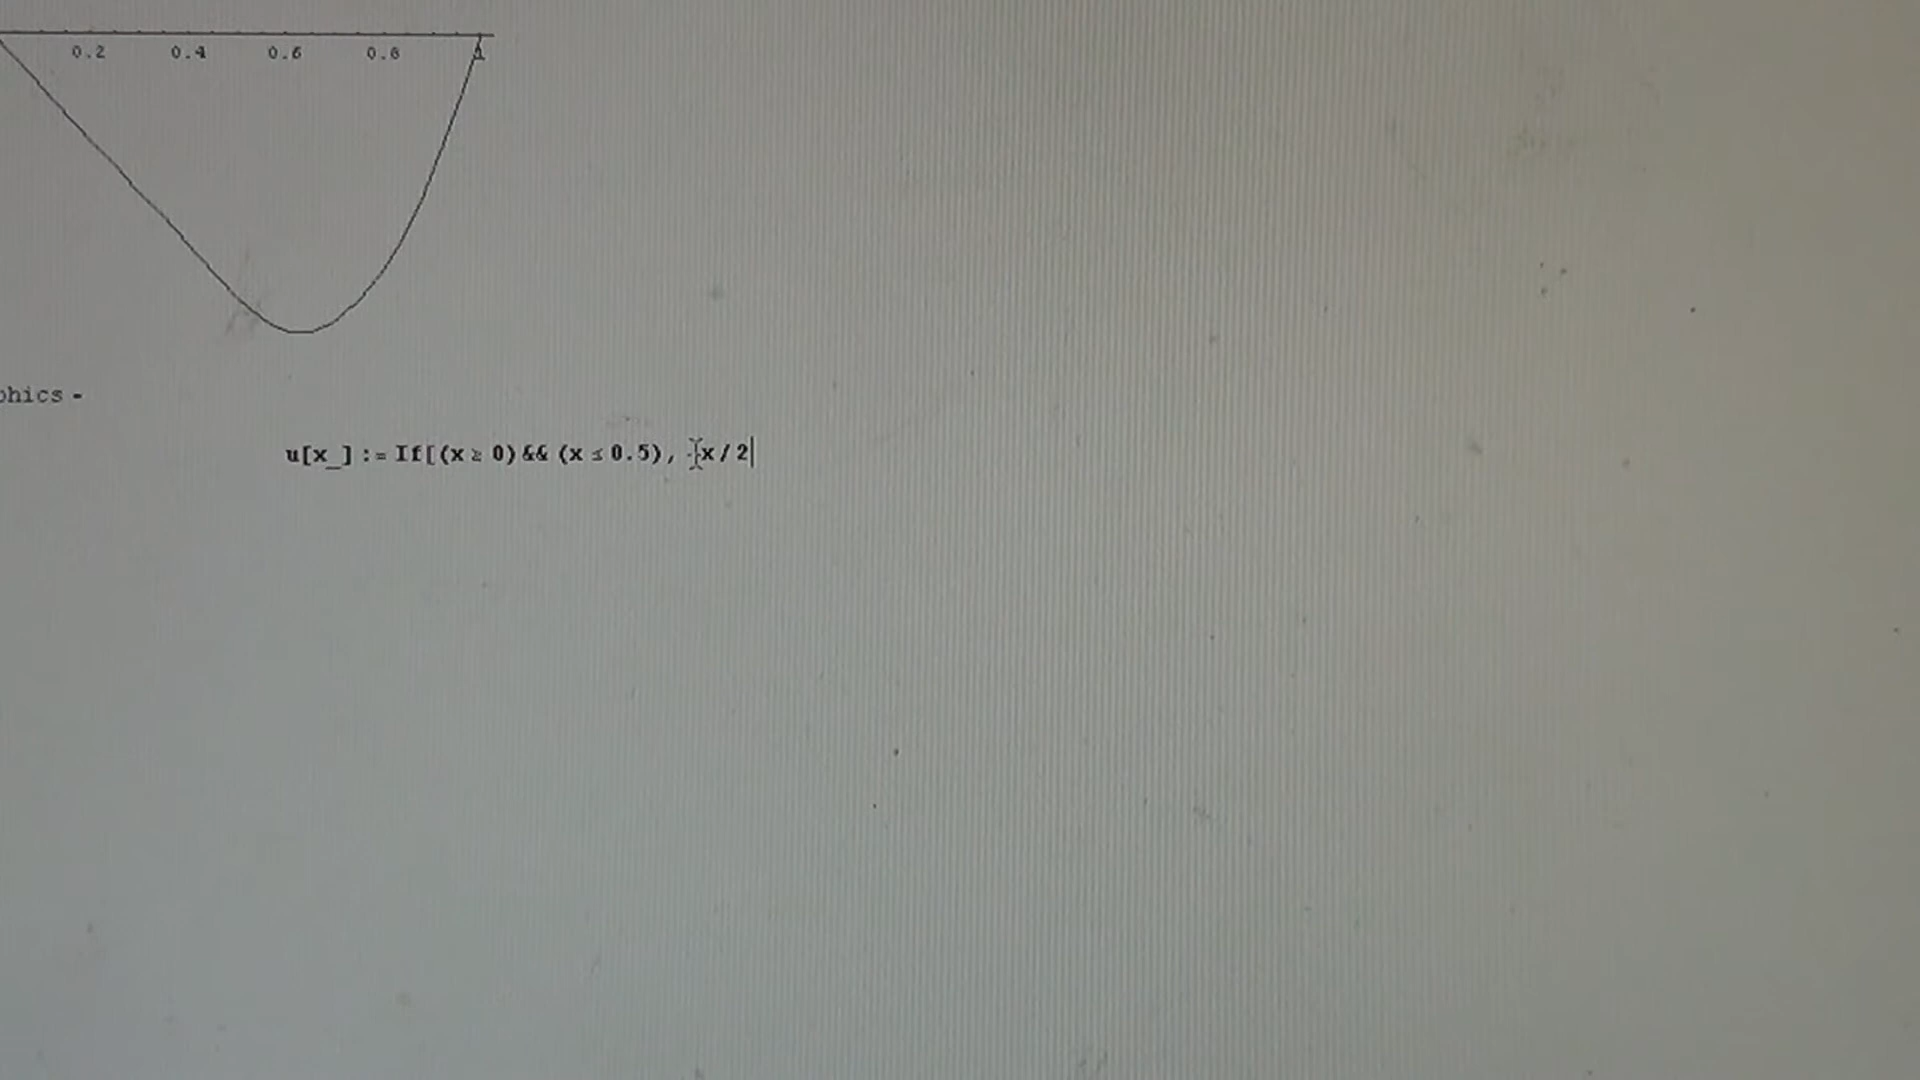 0.2 0.4 0.6 0.8 1
phics -
u[x_] := If[(x ≥ 0) && (x ≤ 0.5), -x / 2